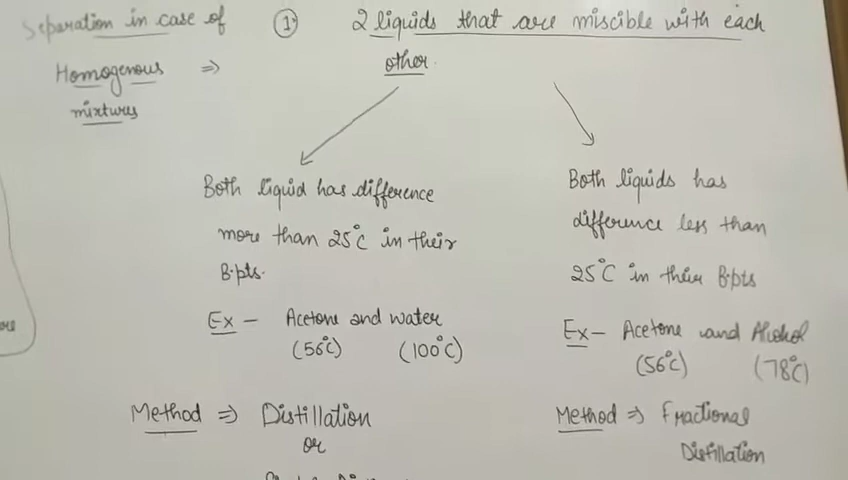 Separation in case of
Homogenous ⇒
mixtures
① 2 liquids that are miscible with each
other.
Both liquid has difference
more than 25°C in their
B.pts.
Ex – Acetone and water
(56°C) (100°C)
Method ⇒ Distillation
or
Both liquids has
difference less than
25°C in their B.pts
Ex – Acetone and Alcohol
(56°C) (78°C)
Method ⇒ Fractional
Distillation